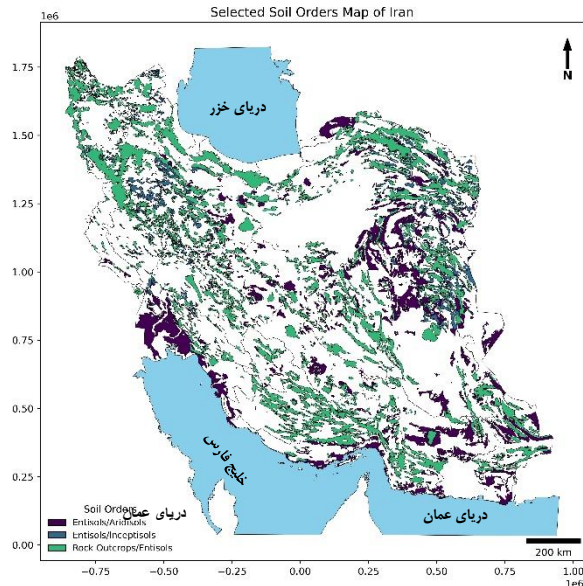 Selected Soil Orders Map of Iran
1e6
1.75
1.50
1.25
1.00
0.75
0.50
0.25
0.00
N
دریای خزر
خلیج فارس
دریای عمان
دریای عمان
Soil Orders
Entisols/Aridisols
Entisols/Inceptisols
Rock Outcrops/Entisols
200 km
−0.75
−0.50
−0.25
0.00
0.25
0.50
0.75
1.00
1e6